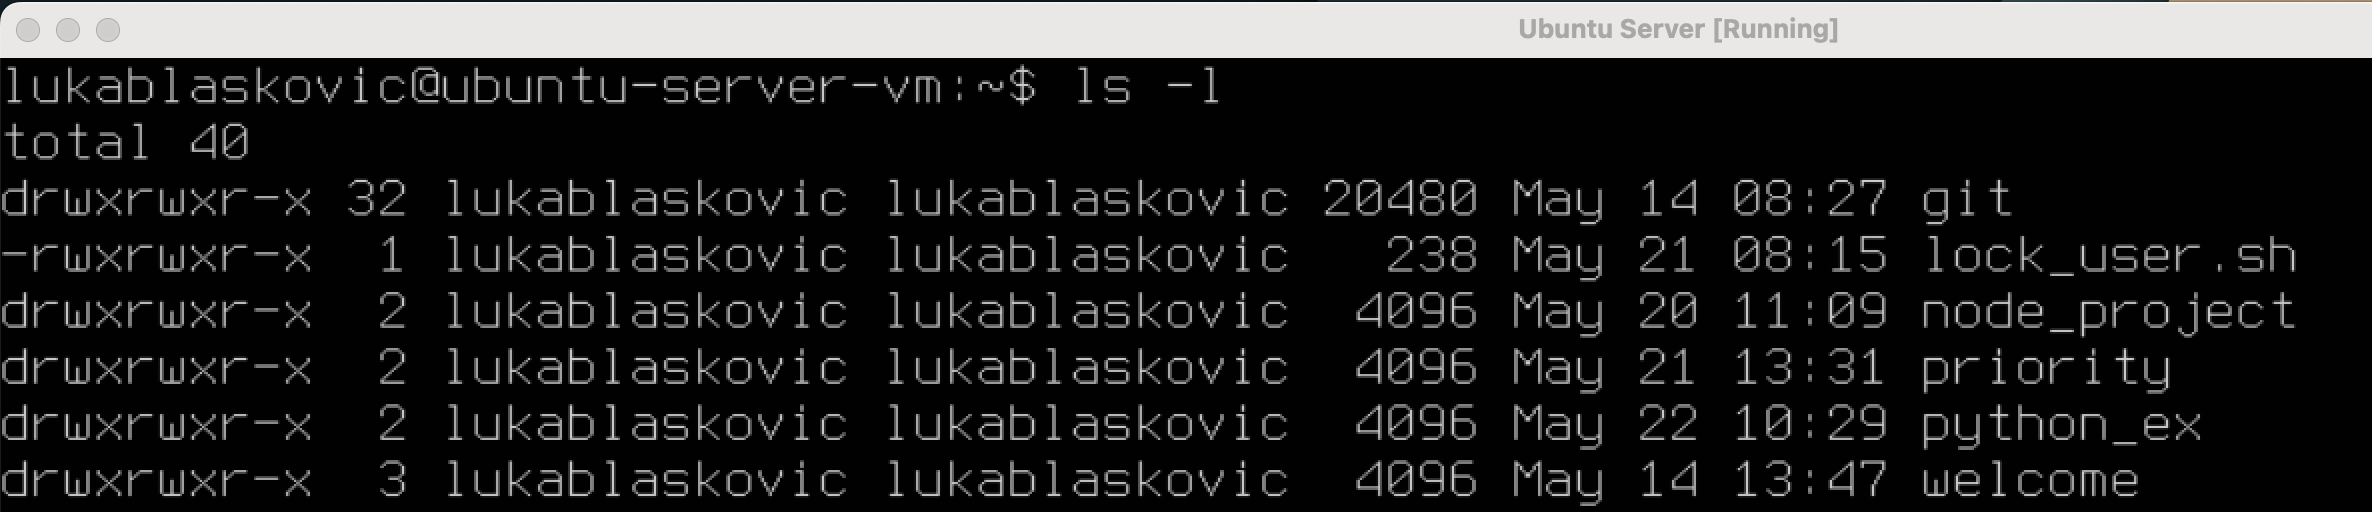 Ubuntu Server [Running]
lukablaskovic@ubuntu-server-vm:~$ ls -l
total 40
drwxrwxr-x 32 lukablaskovic lukablaskovic 20480 May 14 08:27 git
-rwxrwxr-x  1 lukablaskovic lukablaskovic   238 May 21 08:15 lock_user.sh
drwxrwxr-x  2 lukablaskovic lukablaskovic  4096 May 20 11:09 node_project
drwxrwxr-x  2 lukablaskovic lukablaskovic  4096 May 21 13:31 priority
drwxrwxr-x  2 lukablaskovic lukablaskovic  4096 May 22 10:29 python_ex
drwxrwxr-x  3 lukablaskovic lukablaskovic  4096 May 14 13:47 welcome